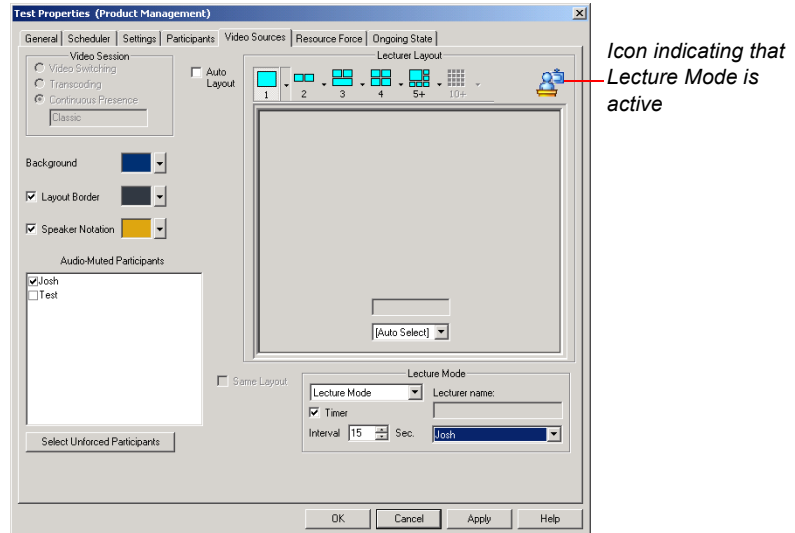 Test Properties (Product Management)
General Scheduler Settings Participants Video Sources Resource Force Ongoing State
Video Session
Video Switching
Transcoding
Continuous Presence
Classic
Auto
Layout
Lecturer Layout
1 2 3 4 5+ 10+
Icon indicating that
Lecture Mode is
active
Background
Layout Border
Speaker Notation
Audio-Muted Participants
Josh
Test
[Auto Select]
Same Layout
Lecture Mode
Lecture Mode
Lecturer name:
Timer
Interval 15 Sec.
Josh
Select Unforced Participants
OK Cancel Apply Help